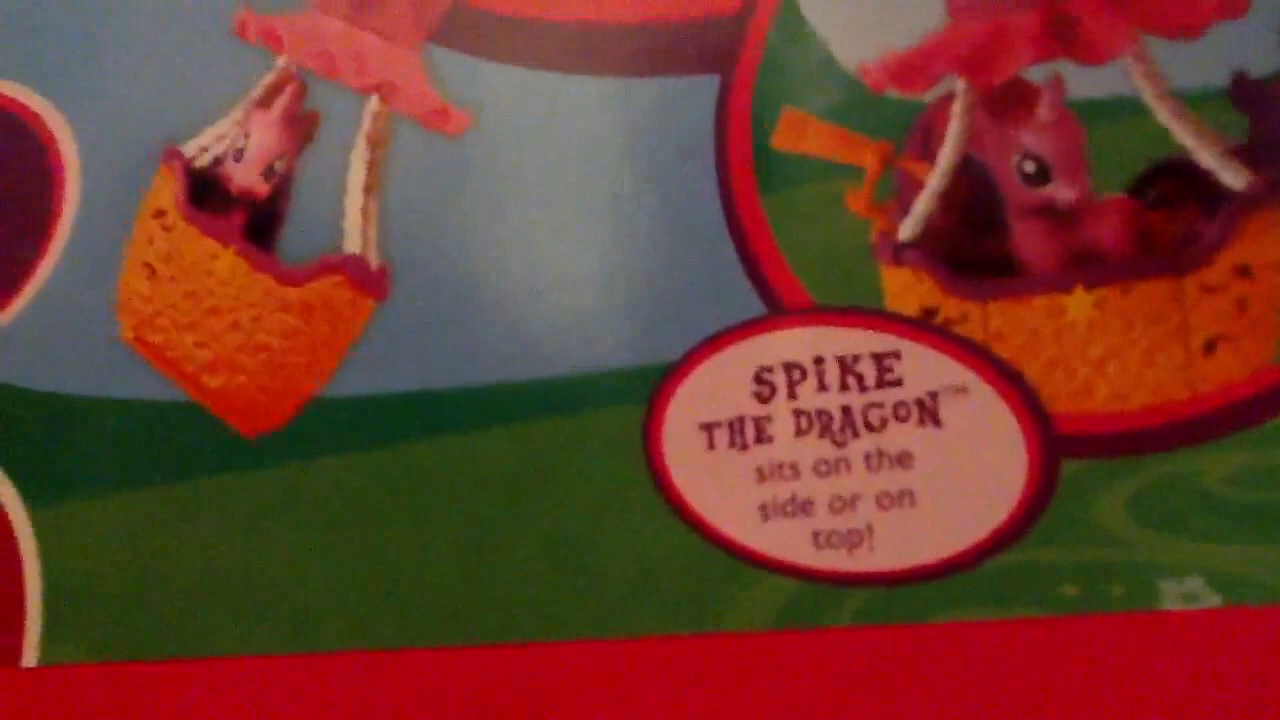 SPiKE
THE DRAGON™
sits on the
side or on
top!